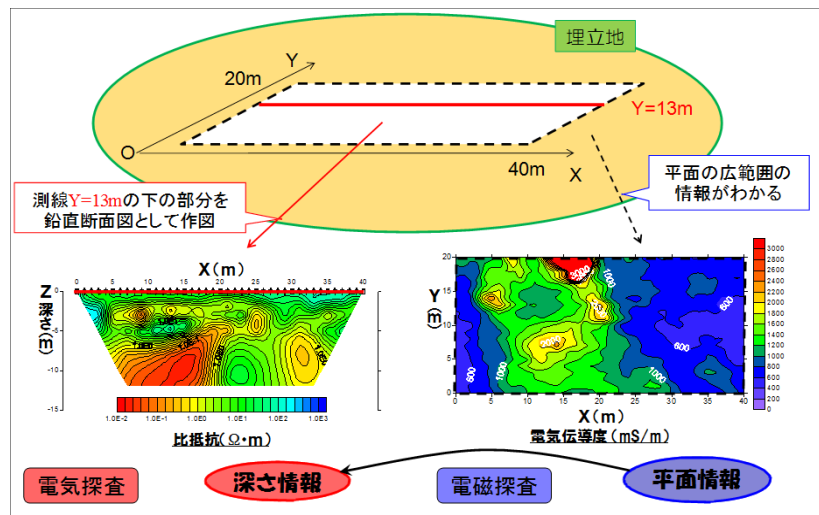 埋立地
Y
20m
Y=13m
O
40m
X
測線Y=13mの下の部分を
鉛直断面図として作図
平面の広範囲の
情報がわかる
X(m)
0 5 10 15 20 25 30 35 40
Z
深さ(m)
0
-5
-10
-15
1.0E0
1.0E0
1.0E-2 1.0E-1 1.0E0 1.0E1 1.0E2 1.0E3
比抵抗(Ω・m)
Y(m)
20
15
10
5
0
3000
1000
600
600
2000
600
1000
1000
0 5 10 15 20 25 30 35 40
X(m)
電気伝導度(mS/m)
3000
2800
2600
2400
2200
2000
1800
1600
1400
1200
1000
800
600
400
200
0
電気探査
深さ情報
電磁探査
平面情報